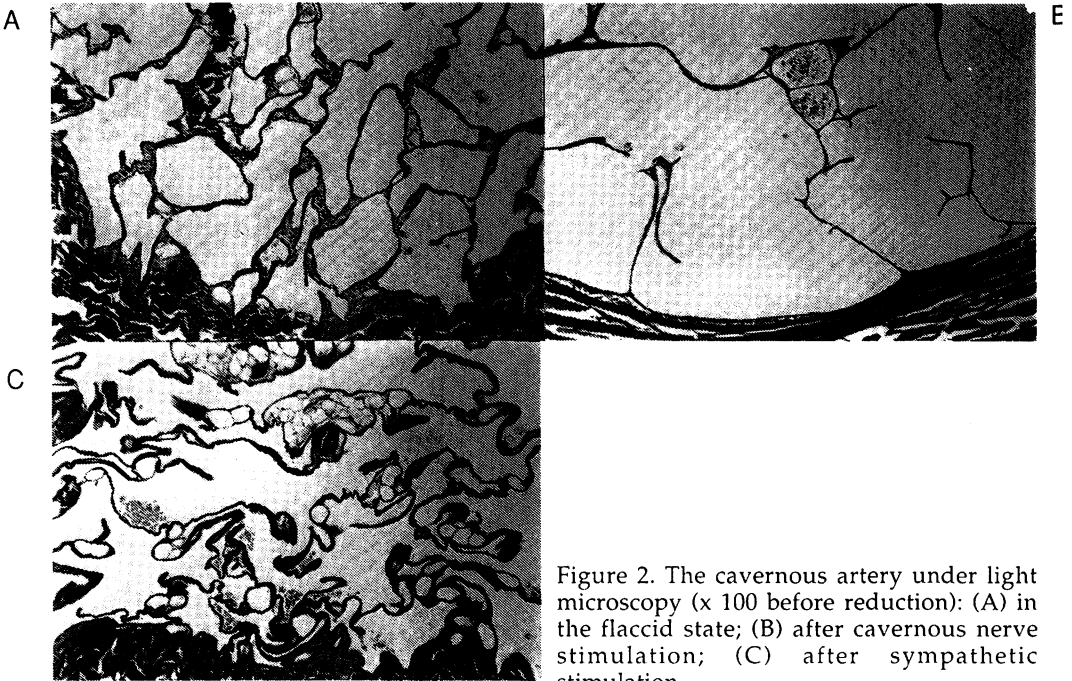 A
E
C
Figure 2. The cavernous artery under light
microscopy (x 100 before reduction): (A) in
the flaccid state; (B) after cavernous nerve
stimulation; (C) after sympathetic
stimulation